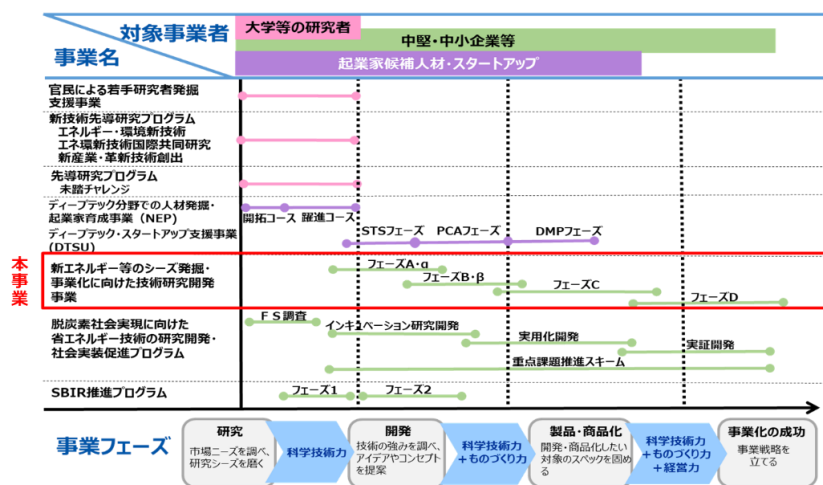 対象事業者
事業名
大学等の研究者
中堅・中小企業等
起業家候補人材・スタートアップ
官民による若手研究者発掘
支援事業
新技術先導研究プログラム
エネルギー・環境新技術
エネ環新技術国際共同研究
新産業・革新技術創出
先導研究プログラム
未踏チャレンジ
ディープテック分野での人材発掘・
起業家育成事業(NEP)
開拓コース 躍進コース
ディープテック・スタートアップ支援事業
(DTSU)
STSフェーズ PCAフェーズ DMPフェーズ
本事業
新エネルギー等のシーズ発掘・
事業化に向けた技術研究開発
事業
フェーズA・α
フェーズB・β
フェーズC
フェーズD
脱炭素社会実現に向けた
省エネルギー技術の研究開発・
社会実装促進プログラム
FS調査
インキュベーション研究開発
実用化開発
実証開発
重点課題推進スキーム
SBIR推進プログラム
フェーズ1 フェーズ2
事業フェーズ
研究
市場ニーズを調べ、
研究シーズを磨く
科学技術力
開発
技術の強みを調べ、
アイデアやコンセプト
を提案
科学技術力
+ものづくり力
製品・商品化
開発・商品化したい
対象のスペックを固め
る
科学技術力
+ものづくり力
+経営力
事業化の成功
事業戦略を
立てる